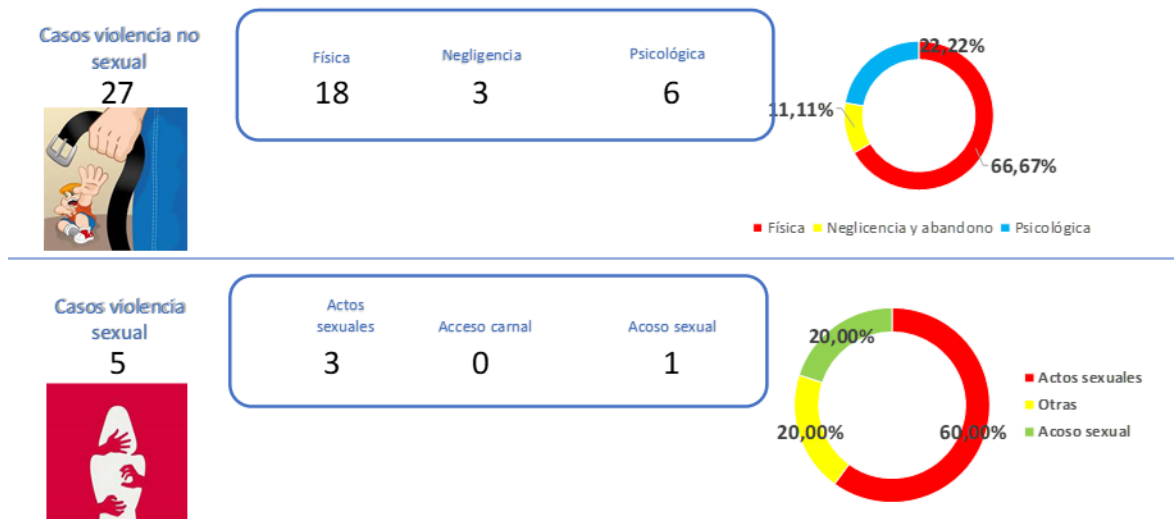 Casos violencia no
sexual
27
Física
Negligencia
Psicológica
18
3
6
22,22%
11,11%
66,67%
Física
Neglicencia y abandono
Psicológica
Casos violencia
sexual
5
Actos
sexuales
Acceso carnal
Acoso sexual
3
0
1
20,00%
20,00%
60,00%
Actos sexuales
Otras
Acoso sexual